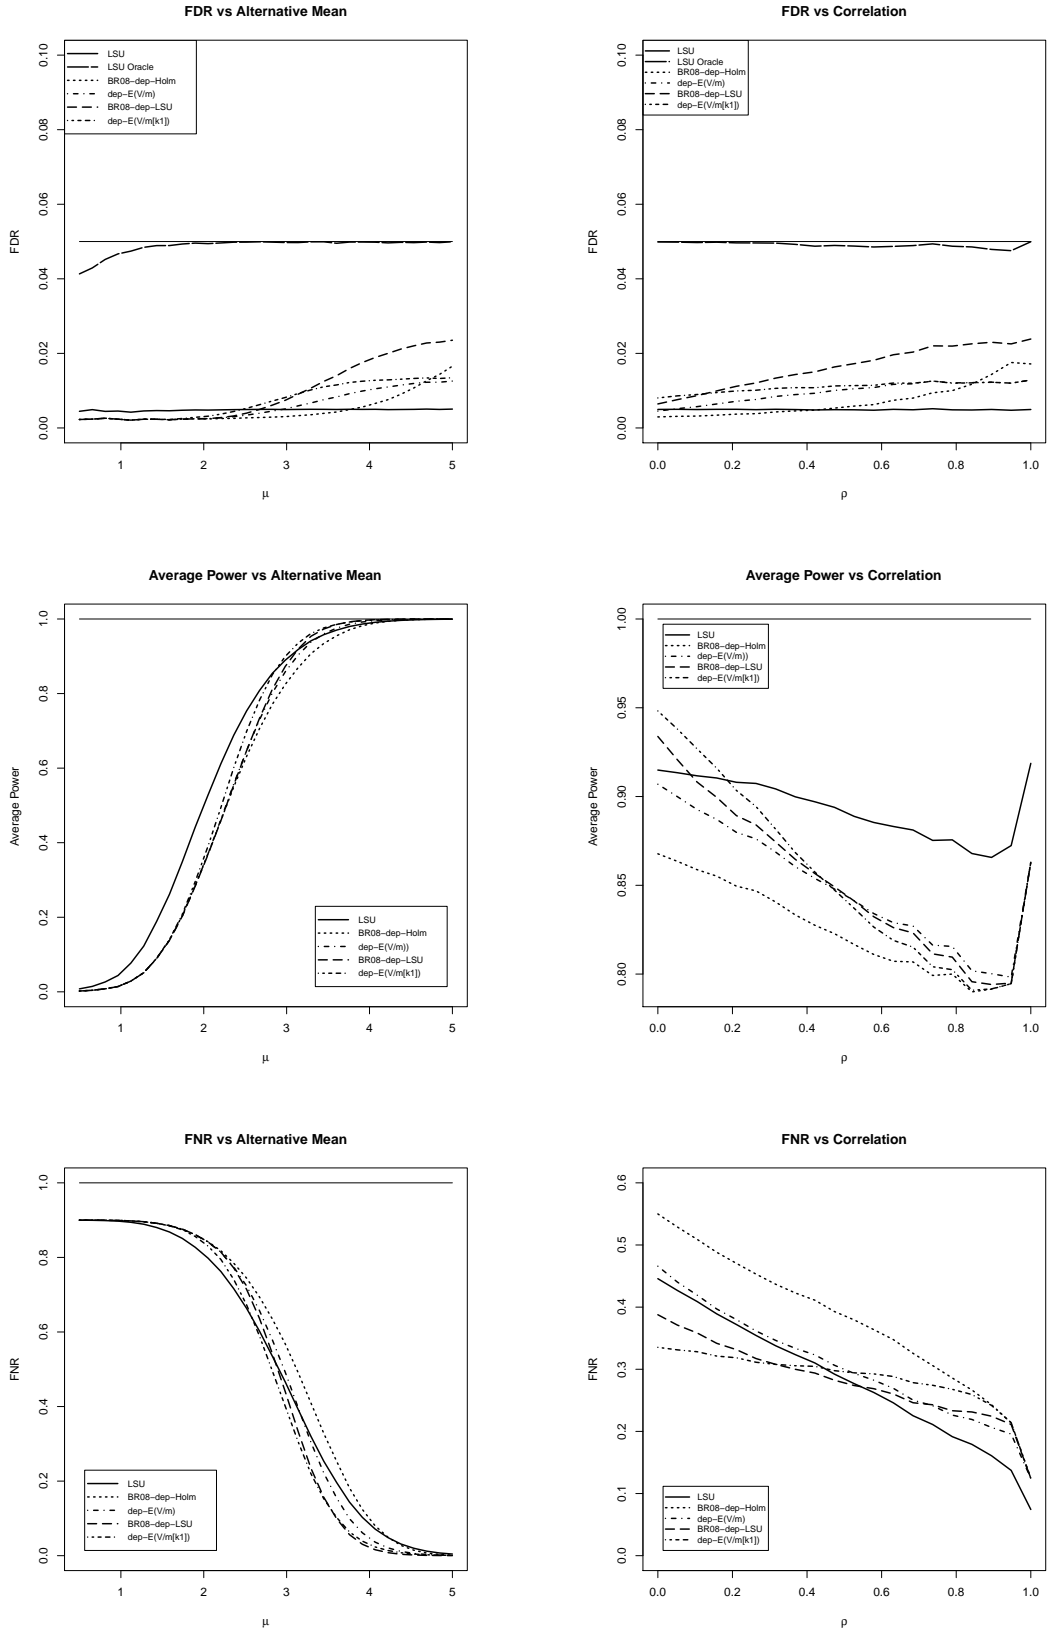 FDR vs Alternative Mean
LSU
LSU Oracle
BR08−dep−Holm
dep−E(V/m)
BR08−dep−LSU
dep−E(V/m[k1])
0.00
0.02
0.04
0.06
0.08
0.10
FDR
1 2 3 4 5
μ
FDR vs Correlation
LSU
LSU Oracle
BR08−dep−Holm
dep−E(V/m)
BR08−dep−LSU
dep−E(V/m[k1])
0.00
0.02
0.04
0.06
0.08
0.10
FDR
0.0 0.2 0.4 0.6 0.8 1.0
ρ
Average Power vs Alternative Mean
LSU
BR08−dep−Holm
dep−E(V/m))
BR08−dep−LSU
dep−E(V/m[k1])
0.0
0.2
0.4
0.6
0.8
1.0
Average Power
1 2 3 4 5
μ
Average Power vs Correlation
LSU
BR08−dep−Holm
dep−E(V/m))
BR08−dep−LSU
dep−E(V/m[k1])
0.80
0.85
0.90
0.95
1.00
Average Power
0.0 0.2 0.4 0.6 0.8 1.0
ρ
FNR vs Alternative Mean
LSU
BR08−dep−Holm
dep−E(V/m)
BR08−dep−LSU
dep−E(V/m[k1])
0.0
0.2
0.4
0.6
0.8
1.0
FNR
1 2 3 4 5
μ
FNR vs Correlation
LSU
BR08−dep−Holm
dep−E(V/m)
BR08−dep−LSU
dep−E(V/m[k1])
0.0
0.1
0.2
0.3
0.4
0.5
0.6
FNR
0.0 0.2 0.4 0.6 0.8 1.0
ρ